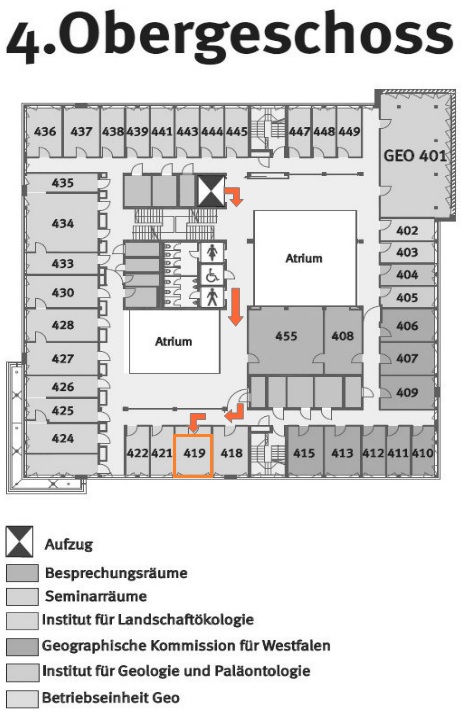 4.Obergeschoss
436 437 438 439 441 443 444 445 447 448 449
GEO 401
435
434
402
403
433
Atrium
404
430
405
428
406
Atrium
455 408
427
407
426
409
425
424
422 421 419 418 415 413 412 411 410
Aufzug
Besprechungsräume
Seminarräume
Institut für Landschaftökologie
Geographische Kommission für Westfalen
Institut für Geologie und Paläontologie
Betriebseinheit Geo